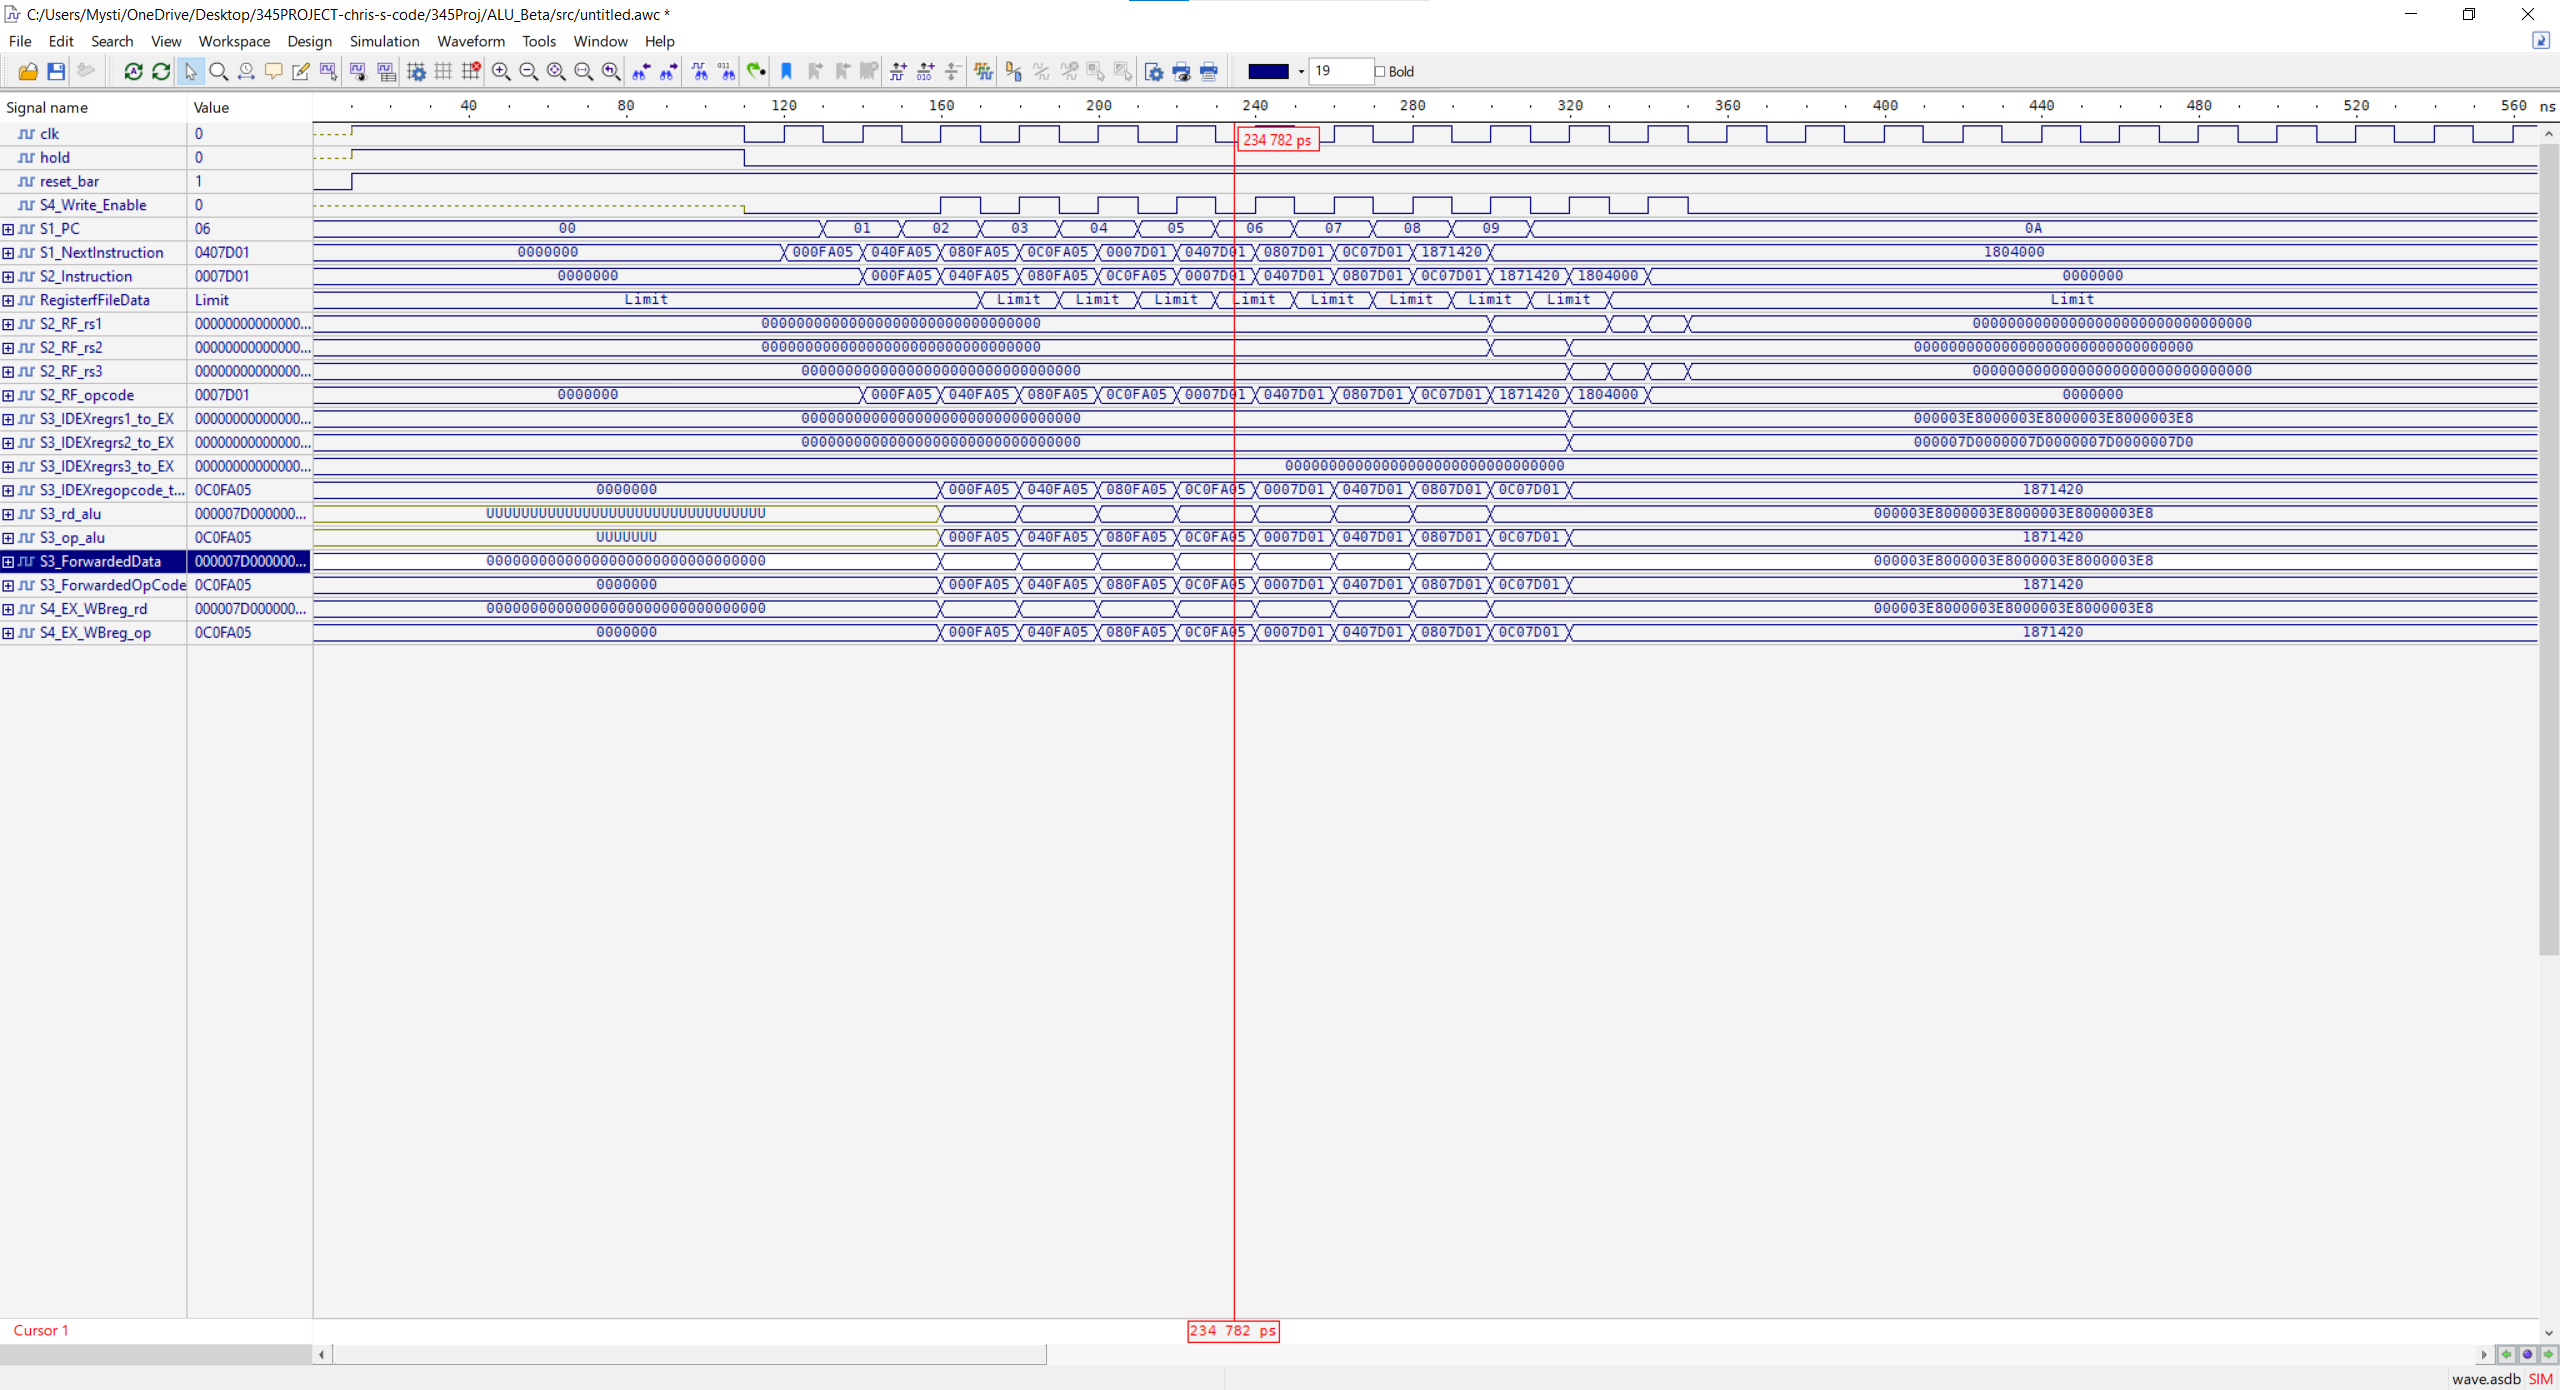 C:/Users/Mysti/OneDrive/Desktop/345PROJECT-chris-s-code/345Proj/ALU_Beta/src/untitled.awc *
File Edit Search View Workspace Design Simulation Waveform Tools Window Help
19 Bold
Signal name Value 40 80 120 160 200 240 280 320 360 400 440 480 520 560 ns
clk 0 234 782 ps
hold 0
reset_bar 1
S4_Write_Enable 0
S1_PC 06 00 01 02 03 04 05 06 07 08 09 0A
S1_NextInstruction 0407D01 0000000 000FA05 040FA05 080FA05 0C0FA05 0007D01 0407D01 0807D01 0C07D01 1871420 1804000
S2_Instruction 0007D01 0000000 000FA05 040FA05 080FA05 0C0FA05 0007D01 0407D01 0807D01 0C07D01 1871420 1804000 0000000
RegisterfFileData Limit Limit Limit Limit Limit Limit Limit Limit Limit Limit Limit
S2_RF_rs1 00000000000000... 00000000000000000000000000000000 00000000000000000000000000000000
S2_RF_rs2 00000000000000... 00000000000000000000000000000000 00000000000000000000000000000000
S2_RF_rs3 00000000000000... 00000000000000000000000000000000 00000000000000000000000000000000
S2_RF_opcode 0007D01 0000000 000FA05 040FA05 080FA05 0C0FA05 0007D01 0407D01 0807D01 0C07D01 1871420 1804000 0000000
S3_IDEXregrs1_to_EX 00000000000000... 00000000000000000000000000000000 000003E8000003E8000003E8000003E8
S3_IDEXregrs2_to_EX 00000000000000... 00000000000000000000000000000000 000007D0000007D0000007D0000007D0
S3_IDEXregrs3_to_EX 00000000000000... 00000000000000000000000000000000
S3_IDEXregopcode_t... 0C0FA05 0000000 000FA05 040FA05 080FA05 0C0FA05 0007D01 0407D01 0807D01 0C07D01 1871420
S3_rd_alu 000007D000000... UUUUUUUUUUUUUUUUUUUUUUUUUUUUUUUU 000003E8000003E8000003E8000003E8
S3_op_alu 0C0FA05 UUUUUUU 000FA05 040FA05 080FA05 0C0FA05 0007D01 0407D01 0807D01 0C07D01 1871420
S3_ForwardedData 000007D000000... 00000000000000000000000000000000 000003E8000003E8000003E8000003E8
S3_ForwardedOpCode 0C0FA05 0000000 000FA05 040FA05 080FA05 0C0FA05 0007D01 0407D01 0807D01 0C07D01 1871420
S4_EX_WBreg_rd 000007D000000... 00000000000000000000000000000000 000003E8000003E8000003E8000003E8
S4_EX_WBreg_op 0C0FA05 0000000 000FA05 040FA05 080FA05 0C0FA05 0007D01 0407D01 0807D01 0C07D01 1871420
Cursor 1 234 782 ps
wave.asdb SIM